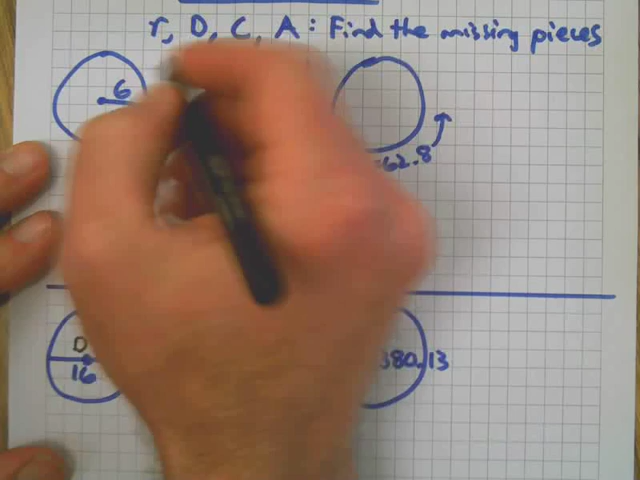 r, D, C, A : Find the missing pieces
6
62.8
D
16
380.13